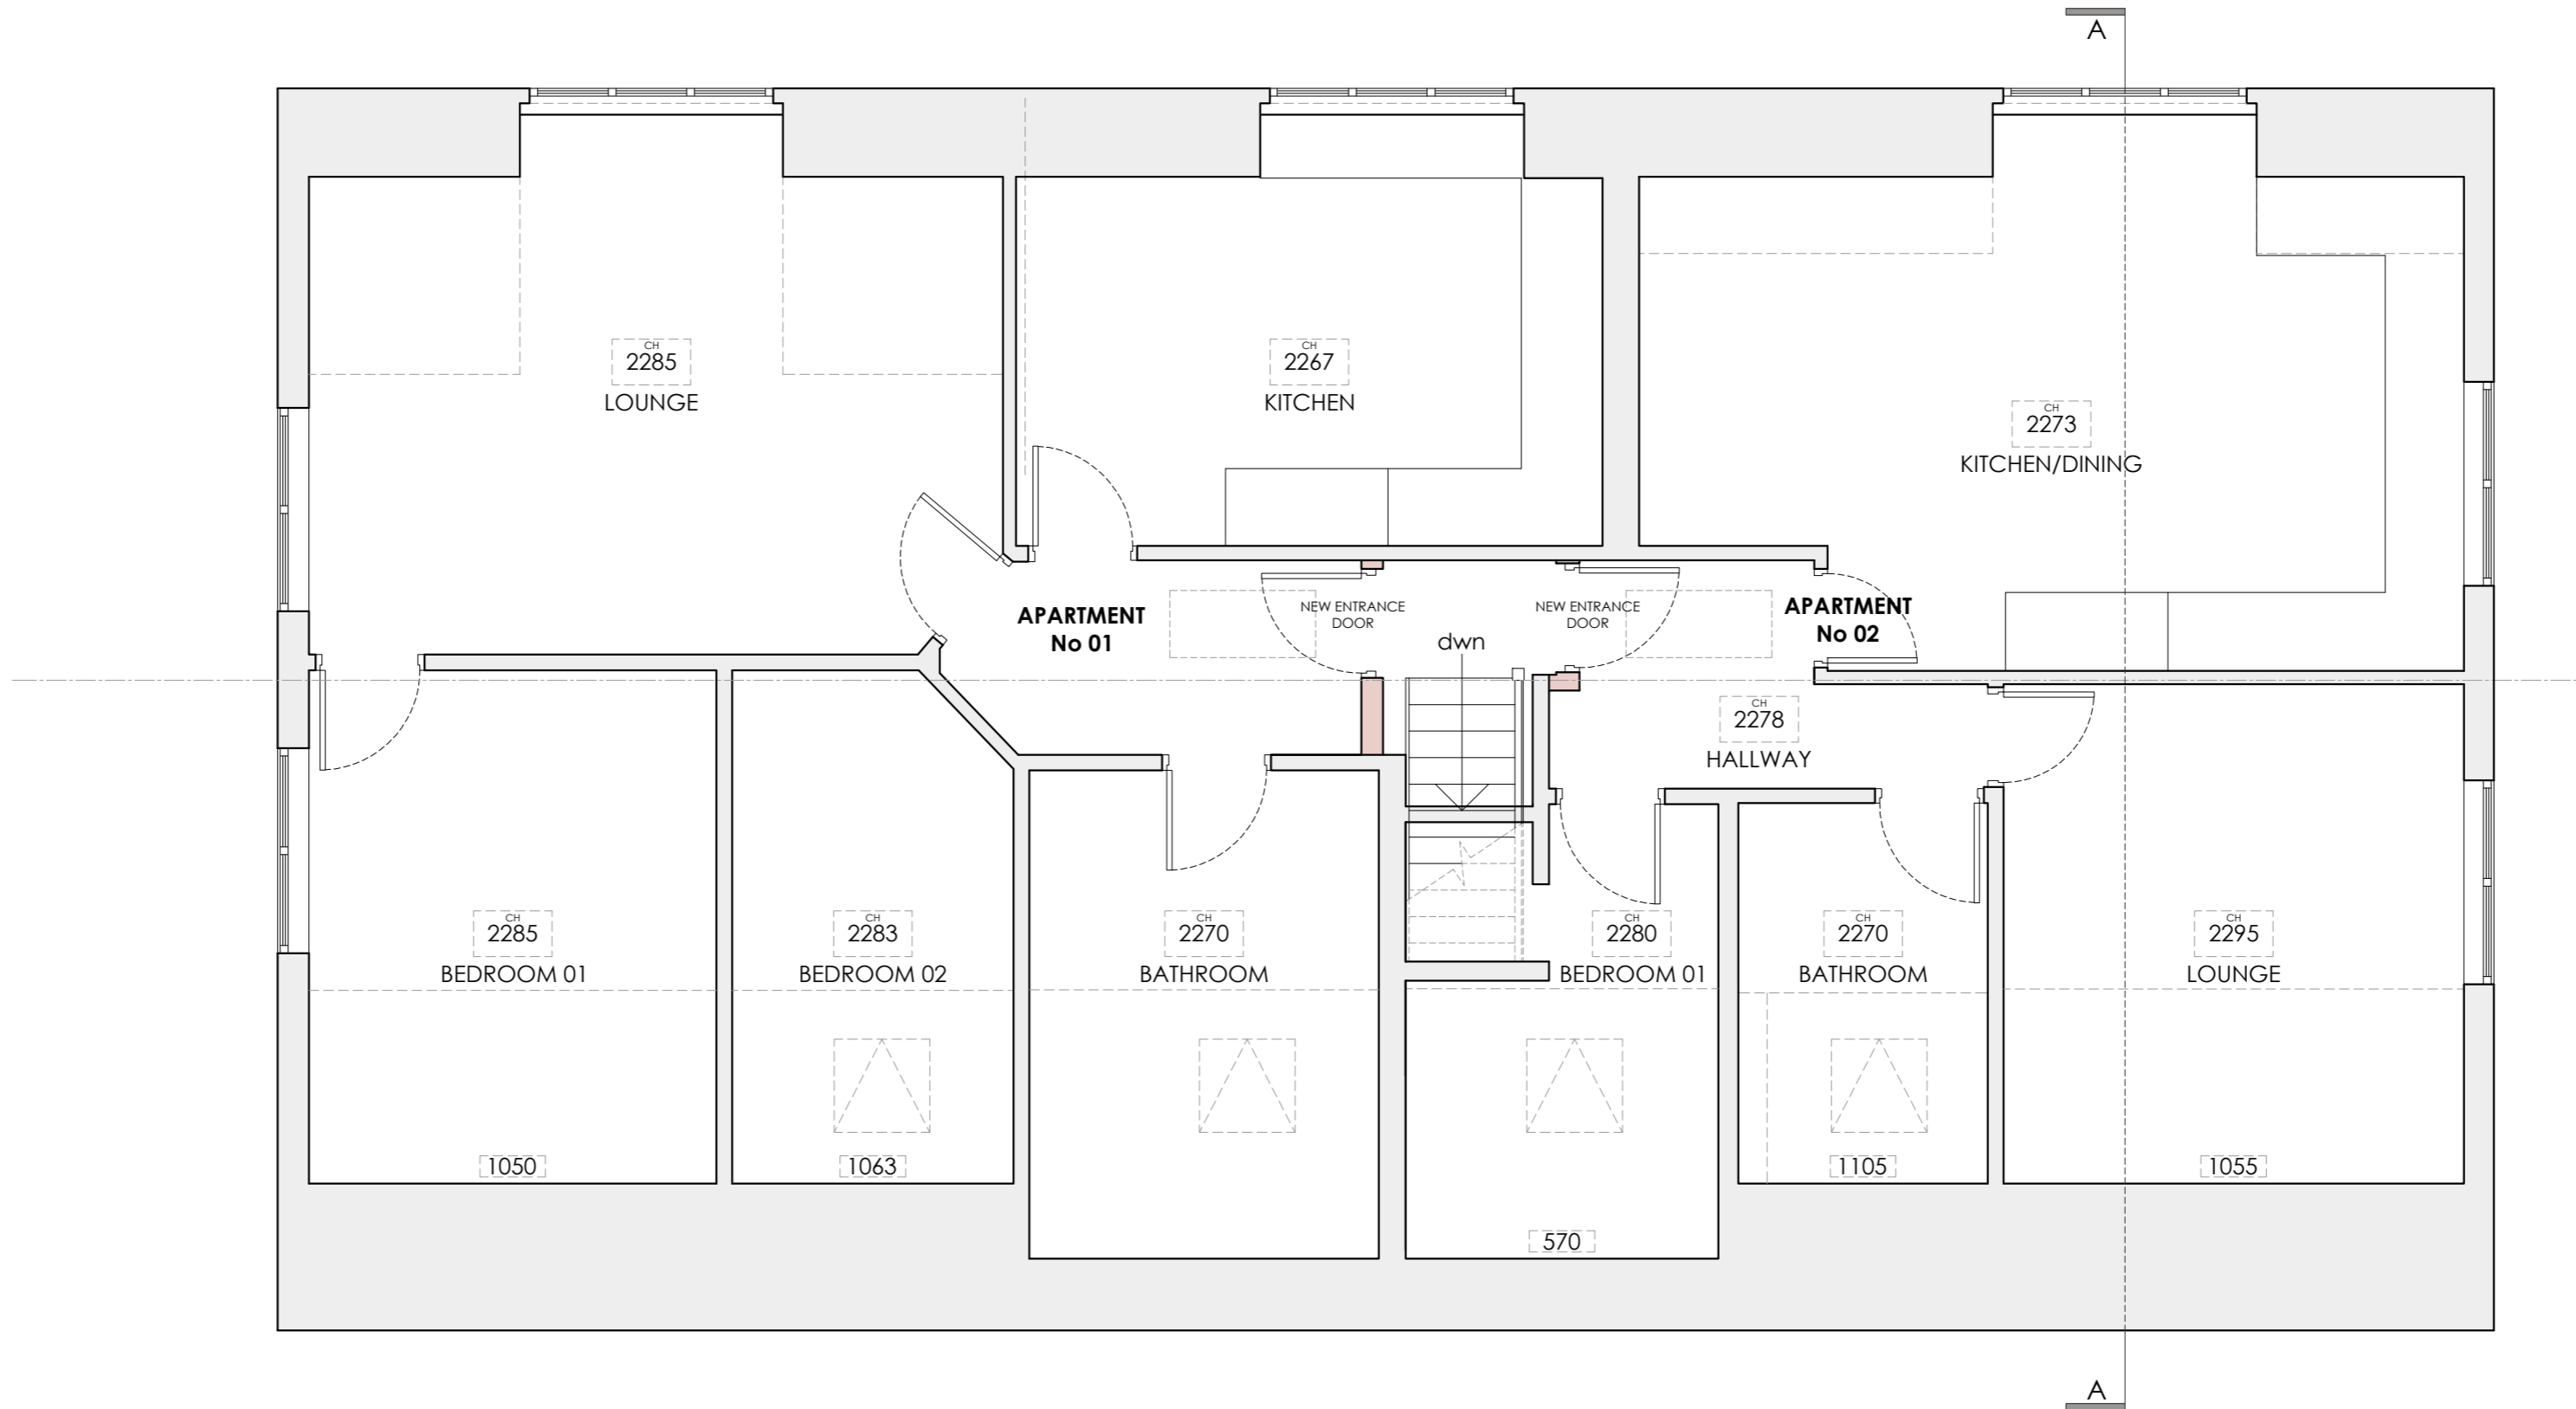 A
CH
2285
LOUNGE
CH
2267
KITCHEN
CH
2273
KITCHEN/DINING
APARTMENT
No 01
NEW ENTRANCE
DOOR
NEW ENTRANCE
DOOR
APARTMENT
No 02
dwn
CH
2278
HALLWAY
CH
2285
BEDROOM 01
CH
2283
BEDROOM 02
CH
2270
BATHROOM
CH
2280
BEDROOM 01
CH
2270
BATHROOM
CH
2295
LOUNGE
1050
1063
1105
1055
570
A